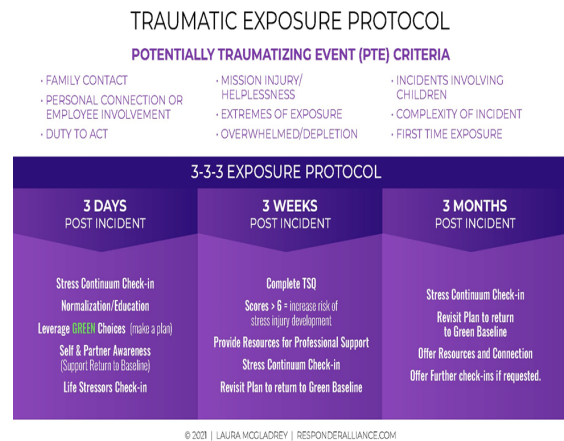 TRAUMATIC EXPOSURE PROTOCOL
POTENTIALLY TRAUMATIZING EVENT (PTE) CRITERIA
• FAMILY CONTACT
• PERSONAL CONNECTION OR
EMPLOYEE INVOLVEMENT
• DUTY TO ACT
• MISSION INJURY/
HELPLESSNESS
• EXTREMES OF EXPOSURE
• OVERWHELMED/DEPLETION
• INCIDENTS INVOLVING
CHILDREN
• COMPLEXITY OF INCIDENT
• FIRST TIME EXPOSURE
3-3-3 EXPOSURE PROTOCOL
3 DAYS
POST INCIDENT
Stress Continuum Check-in
Normalization/Education
Leverage GREEN Choices (make a plan)
Self & Partner Awareness
(Support Return to Baseline)
Life Stressors Check-in
3 WEEKS
POST INCIDENT
Complete TSQ
Scores > 6 = increase risk of
stress injury development
Provide Resources for Professional Support
Stress Continuum Check-in
Revisit Plan to return to Green Baseline
3 MONTHS
POST INCIDENT
Stress Continuum Check-in
Revisit Plan to return
to Green Baseline
Offer Resources and Connection
Offer Further check-ins if requested.
© 2021 | LAURA MCGLADREY | RESPONDERALLIANCE.COM